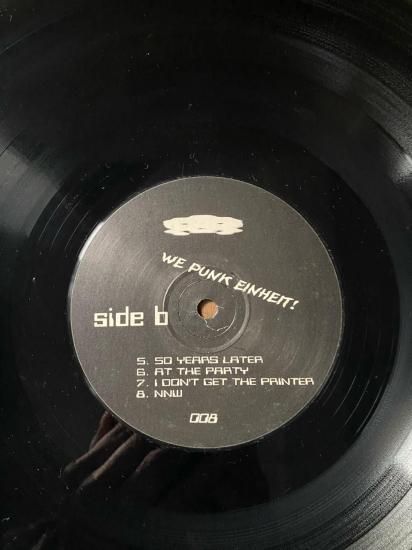 WE PUNK EINHEIT!
side b
5. 50 YEARS LATER
6. AT THE PARTY
7. I DON'T GET THE PRINTER
8. NNW
008